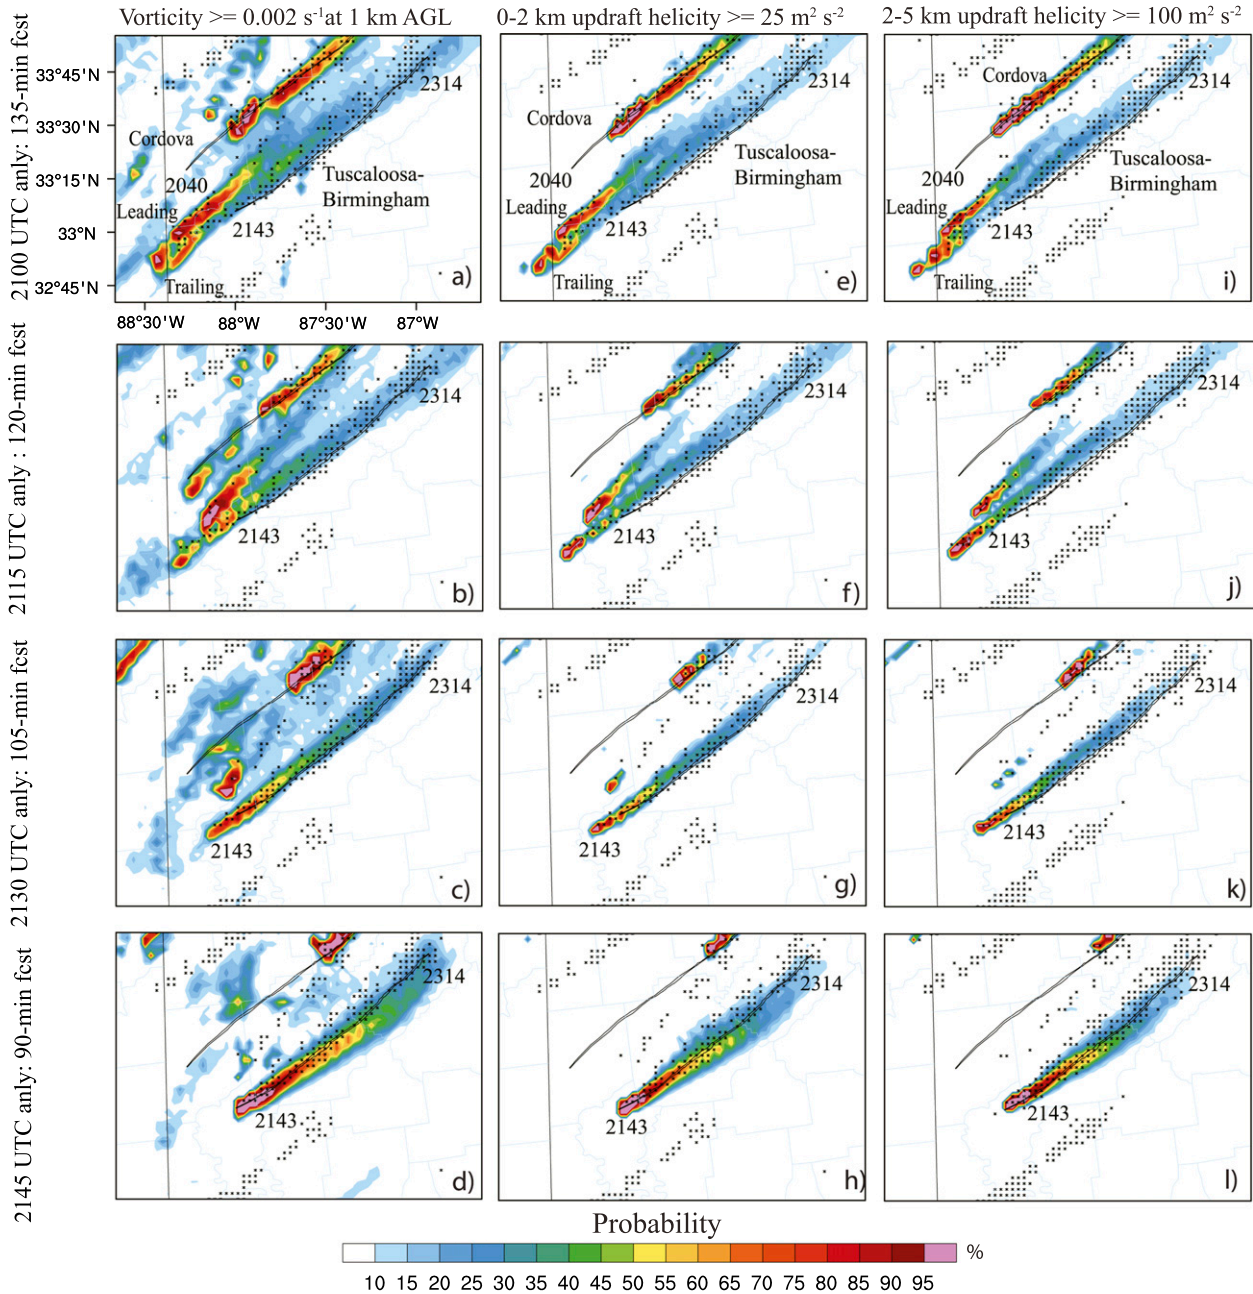 Vorticity >= 0.002 s-1at 1 km AGL
0-2 km updraft helicity >= 25 m² s-²
2-5 km updraft helicity >= 100 m² s-²
2100 UTC anly: 135-min fcst
33°45'N
33°30'N
33°15'N
33°N
32°45'N
88°30'W
88°W
87°30'W
87°W
Cordova
2314
2040
Tuscaloosa-
Birmingham
Leading
2143
Trailing
a)
Cordova
2314
2040
Tuscaloosa-
Birmingham
Leading
2143
Trailing
e)
Cordova
2314
2040
Tuscaloosa-
Birmingham
Leading
2143
Trailing
i)
2115 UTC anly : 120-min fcst
2314
2143
b)
2314
2143
f)
2314
2143
j)
2130 UTC anly: 105-min fcst
2314
2143
c)
2314
2143
g)
2314
2143
k)
2145 UTC anly: 90-min fcst
2314
2143
d)
2314
2143
h)
2314
2143
l)
Probability
%
10 15 20 25 30 35 40 45 50 55 60 65 70 75 80 85 90 95